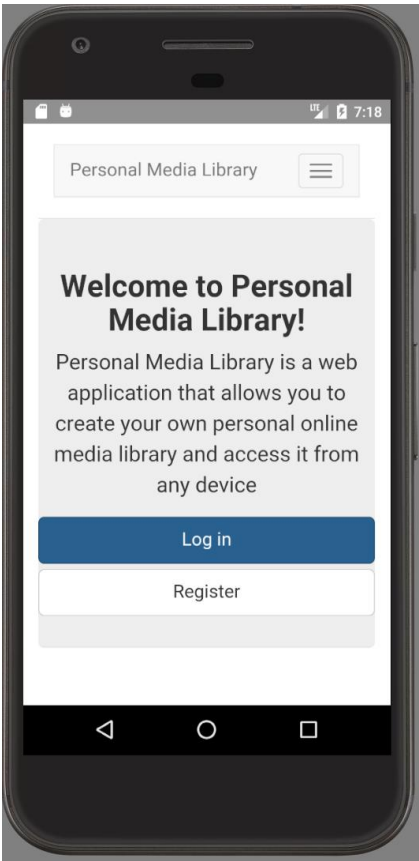 LTE 7:18
Personal Media Library
Welcome to Personal
Media Library!
Personal Media Library is a web
application that allows you to
create your own personal online
media library and access it from
any device
Log in
Register